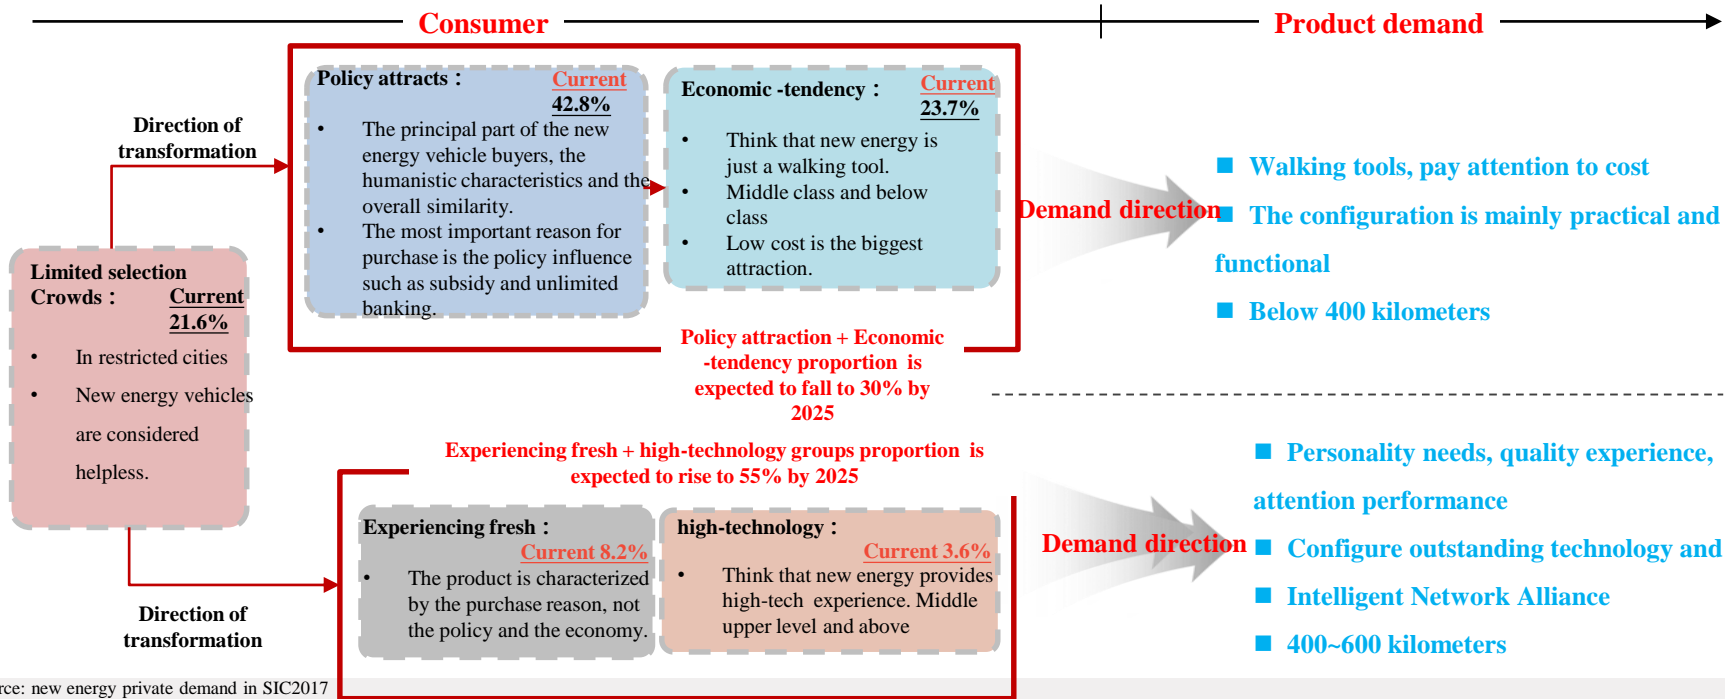 Consumer
Product demand
Direction of
transformation
Limited selection
Crowds： Current
21.6%
• In restricted cities
• New energy vehicles
are considered
helpless.
Direction of
transformation
Policy attracts： Current
42.8%
• The principal part of the new
energy vehicle buyers, the
humanistic characteristics and the
overall similarity.
• The most important reason for
purchase is the policy influence
such as subsidy and unlimited
banking.
Economic -tendency： Current
23.7%
• Think that new energy is
just a walking tool.
• Middle class and below
class
• Low cost is the biggest
attraction.
Policy attraction + Economic
-tendency proportion is
expected to fall to 30% by
2025
Demand direction
■ Walking tools, pay attention to cost
■ The configuration is mainly practical and
functional
■ Below 400 kilometers
Experiencing fresh + high-technology groups proportion is
expected to rise to 55% by 2025
Experiencing fresh：
Current 8.2%
• The product is characterized
by the purchase reason, not
the policy and the economy.
high-technology：
Current 3.6%
• Think that new energy provides
high-tech experience. Middle
upper level and above
Demand direction
■ Personality needs, quality experience,
attention performance
■ Configure outstanding technology and
■ Intelligent Network Alliance
■ 400~600 kilometers
rce: new energy private demand in SIC2017